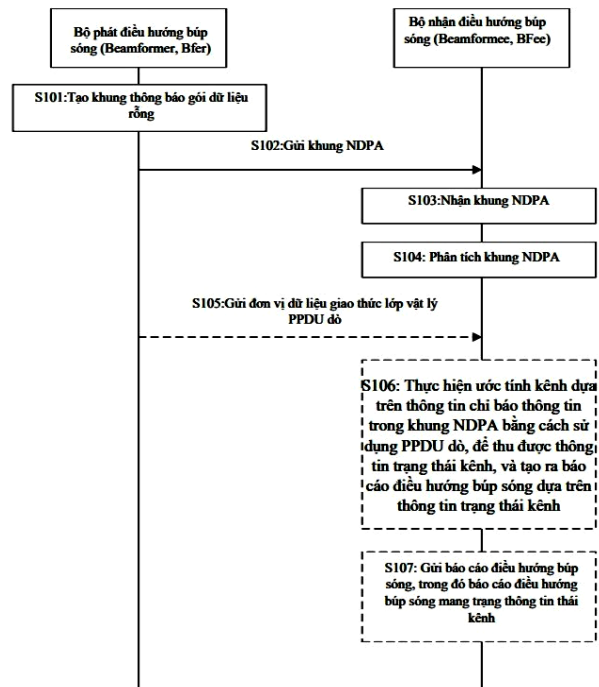 Bộ phát điều hướng búp
sóng (Beamformer, Bfer)
Bộ nhận điều hướng búp
sóng (Beamformee, BFee)
S101:Tạo khung thông báo gói dữ liệu
rỗng
S102:Gửi khung NDPA
S103:Nhận khung NDPA
S104: Phân tích khung NDPA
S105:Gửi đơn vị dữ liệu giao thức lớp vật lý
PPDU dò
S106: Thực hiện ước tính kênh dựa
trên thông tin chỉ báo thông tin
trong khung NDPA bằng cách sử
dụng PPDU dò, để thu được thông
tin trạng thái kênh, và tạo ra báo
cáo điều hướng búp sóng dựa trên
thông tin trạng thái kênh
S107: Gửi báo cáo điều hướng búp
sóng, trong đó báo cáo điều hướng
búp sóng mang trạng thông tin thái
kênh